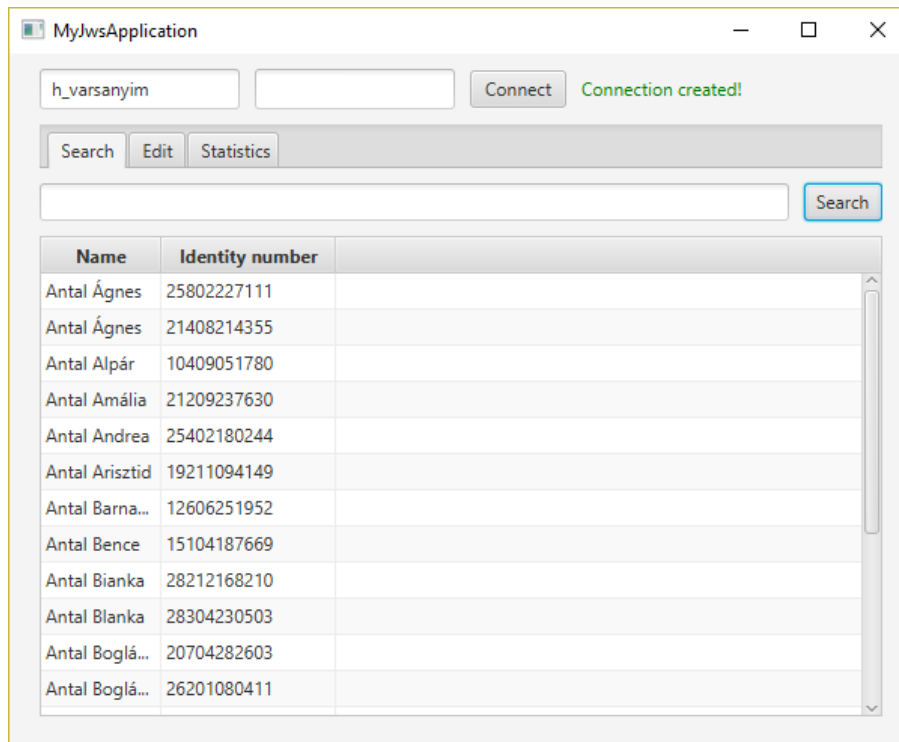 MyJwsApplication
h_varsanyim Connect Connection created!
Search Edit Statistics
Search
Name Identity number
Antal Ágnes 25802227111
Antal Ágnes 21408214355
Antal Alpár 10409051780
Antal Amália 21209237630
Antal Andrea 25402180244
Antal Arisztid 19211094149
Antal Barna... 12606251952
Antal Bence 15104187669
Antal Bianka 28212168210
Antal Blanka 28304230503
Antal Boglá... 20704282603
Antal Boglá... 26201080411